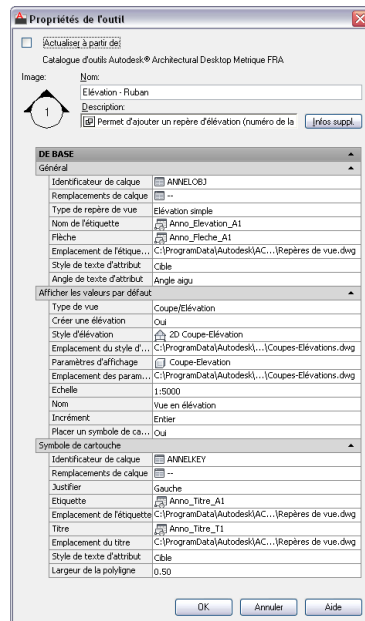 Propriétés de l'outil
Actualiser à partir de:
Catalogue d'outils Autodesk® Architectural Desktop Metrique FRA
Image: Nom:
Elévation - Ruban
Description:
1
Permet d'ajouter un repère d'élévation (numéro de la Infos suppl.
DE BASE
Général
Identificateur de calque ANNELOBJ
Remplacements de calque --
Type de repère de vue Elévation simple
Nom de l'étiquette Anno_Elevation_A1
Flèche Anno_Fleche_A1
Emplacement de l'étique... C:\ProgramData\Autodesk\AC...\Repères de vue.dwg
Style de texte d'attribut Cible
Angle de texte d'attribut Angle aigu
Afficher les valeurs par défaut
Type de vue Coupe/Elévation
Créer une élévation Oui
Style d'élévation 2D Coupe-Elévation
Emplacement du style d'... C:\ProgramData\Autodesk\...\Coupes-Elévations.dwg
Paramètres d'affichage Coupe-Elevation
Emplacement des param... C:\ProgramData\Autodesk\...\Coupes-Elévations.dwg
Echelle 1:5000
Nom Vue en élévation
Incrément Entier
Placer un symbole de ca... Oui
Symbole de cartouche
Identificateur de calque ANNELKEY
Remplacements de calque --
Justifier Gauche
Etiquette Anno_Titre_A1
Emplacement de l'étiquette C:\ProgramData\Autodesk\AC...\Repères de vue.dwg
Titre Anno_Titre_T1
Emplacement du titre C:\ProgramData\Autodesk\AC...\Repères de vue.dwg
Style de texte d'attribut Cible
Largeur de la polyligne 0.50
OK Annuler Aide